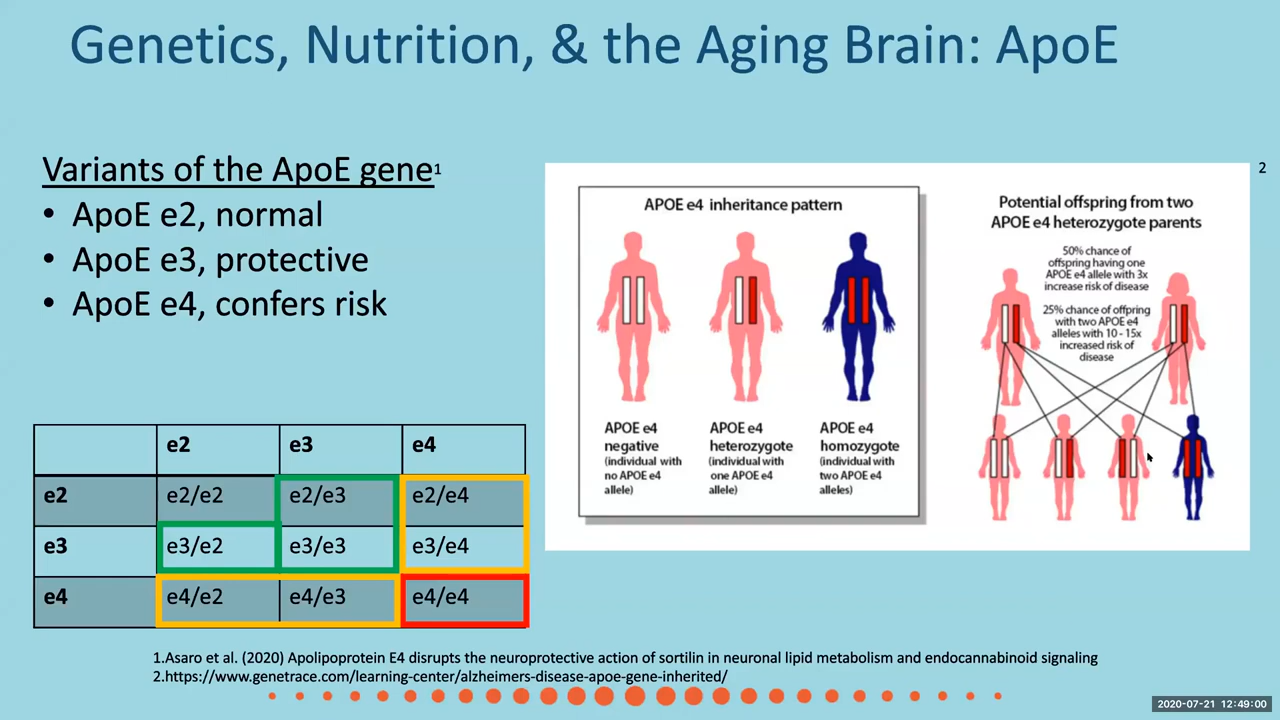 Genetics, Nutrition, & the Aging Brain: ApoE
Variants of the ApoE gene1
• ApoE e2, normal
• ApoE e3, protective
• ApoE e4, confers risk
e2 e3 e4
e2 e2/e2 e2/e3 e2/e4
e3 e3/e2 e3/e3 e3/e4
e4 e4/e2 e4/e3 e4/e4
2
APOE e4 inheritance pattern
APOE e4
negative
(individual with
no APOE e4
allele)
APOE e4
heterozygote
(individual with
one APOE e4
allele)
APOE e4
homozygote
(individual with
two APOE e4
alleles)
Potential offspring from two
APOE e4 heterozygote parents
50% chance of
offspring having one
APOE e4 allele with 3x
increase risk of disease
25% chance of offpring
with two APOE e4
alleles with 10 - 15x
increased risk of
disease
1.Asaro et al. (2020) Apolipoprotein E4 disrupts the neuroprotective action of sortilin in neuronal lipid metabolism and endocannabinoid signaling
2.https://www.genetrace.com/learning-center/alzheimers-disease-apoe-gene-inherited/
2020-07-21 12:49:00